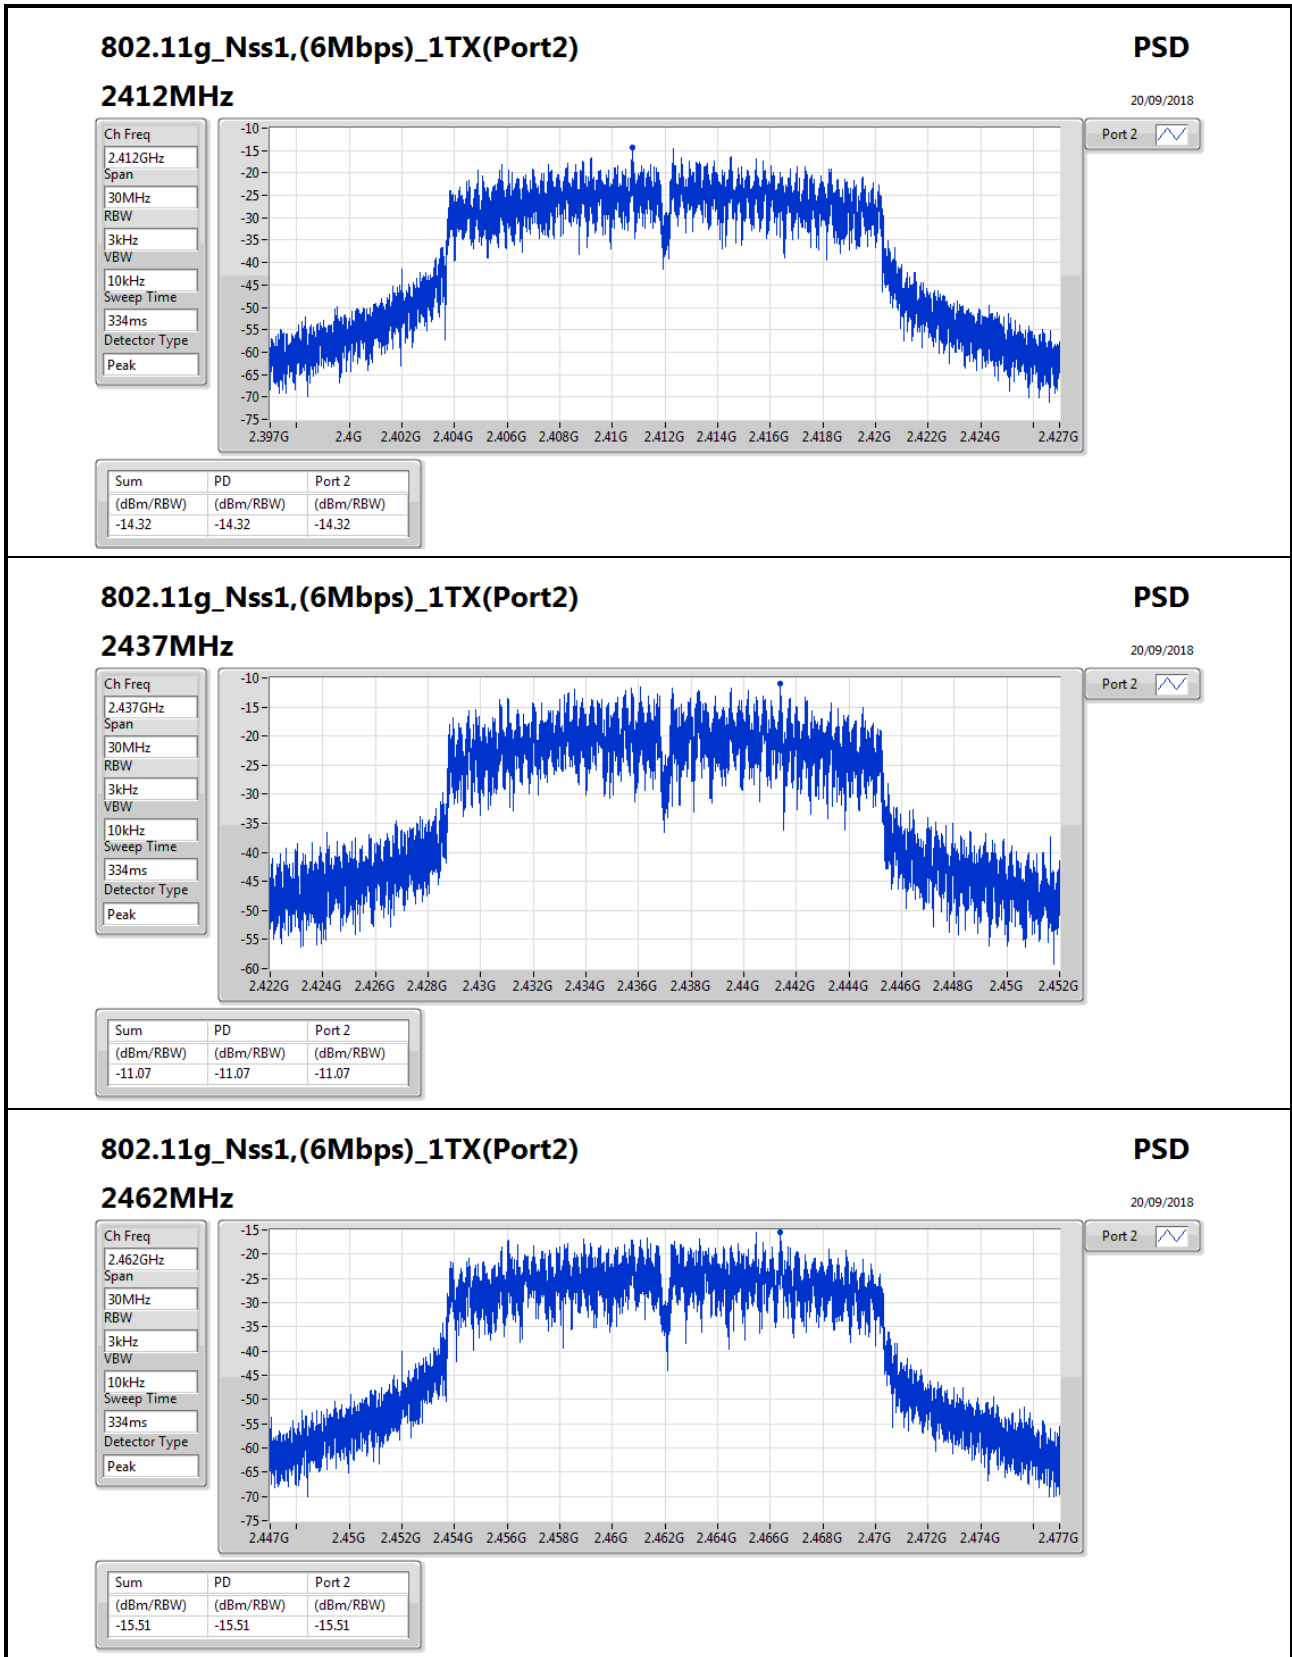 802.11g_Nss1,(6Mbps)_1TX(Port2) PSD
2412MHz 20/09/2018
Ch Freq
2.412GHz
Span
30MHz
RBW
3kHz
VBW
10kHz
Sweep Time
334ms
Detector Type
Peak
-10
-15
-20
-25
-30
-35
-40
-45
-50
-55
-60
-65
-70
-75
2.397G 2.4G 2.402G 2.404G 2.406G 2.408G 2.41G 2.412G 2.414G 2.416G 2.418G 2.42G 2.422G 2.424G 2.427G
Port 2
Sum PD Port 2
(dBm/RBW) (dBm/RBW) (dBm/RBW)
-14.32 -14.32 -14.32
802.11g_Nss1,(6Mbps)_1TX(Port2) PSD
2437MHz 20/09/2018
Ch Freq
2.437GHz
Span
30MHz
RBW
3kHz
VBW
10kHz
Sweep Time
334ms
Detector Type
Peak
-10
-15
-20
-25
-30
-35
-40
-45
-50
-55
-60
2.422G 2.424G 2.426G 2.428G 2.43G 2.432G 2.434G 2.436G 2.438G 2.44G 2.442G 2.444G 2.446G 2.448G 2.45G 2.452G
Port 2
Sum PD Port 2
(dBm/RBW) (dBm/RBW) (dBm/RBW)
-11.07 -11.07 -11.07
802.11g_Nss1,(6Mbps)_1TX(Port2) PSD
2462MHz 20/09/2018
Ch Freq
2.462GHz
Span
30MHz
RBW
3kHz
VBW
10kHz
Sweep Time
334ms
Detector Type
Peak
-15
-20
-25
-30
-35
-40
-45
-50
-55
-60
-65
-70
-75
2.447G 2.45G 2.452G 2.454G 2.456G 2.458G 2.46G 2.462G 2.464G 2.466G 2.468G 2.47G 2.472G 2.474G 2.477G
Port 2
Sum PD Port 2
(dBm/RBW) (dBm/RBW) (dBm/RBW)
-15.51 -15.51 -15.51